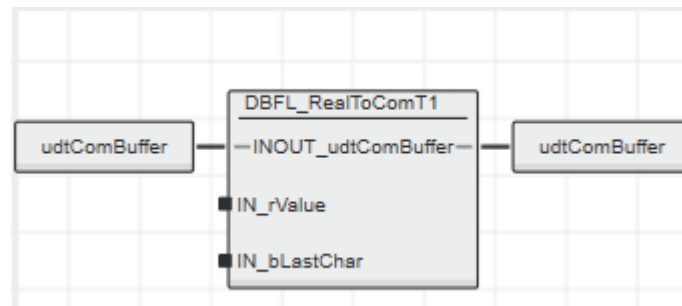 DBFL_RealToComT1
udtComBuffer
INOUT_udtComBuffer
udtComBuffer
IN_rValue
IN_bLastChar